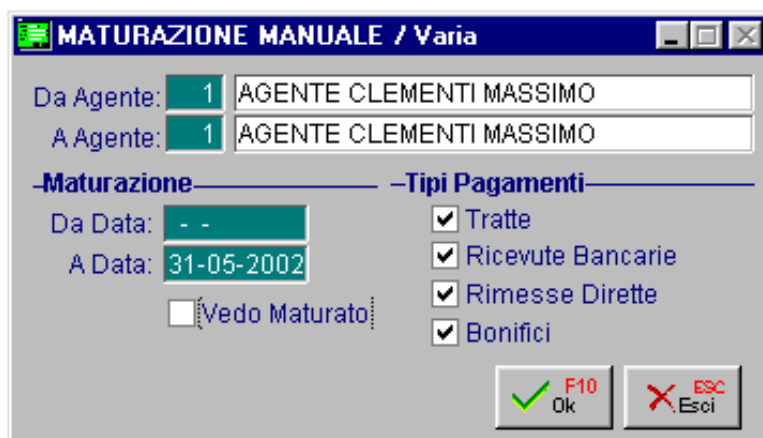 MATURAZIONE MANUALE / Varia
Da Agente: 1 AGENTE CLEMENTI MASSIMO
A Agente: 1 AGENTE CLEMENTI MASSIMO
Maturazione
Da Data: - -
A Data: 31-05-2002
Vedo Maturato
Tipi Pagamenti
Tratte
Ricevute Bancarie
Rimesse Dirette
Bonifici
F10
Ok
ESC
Esci